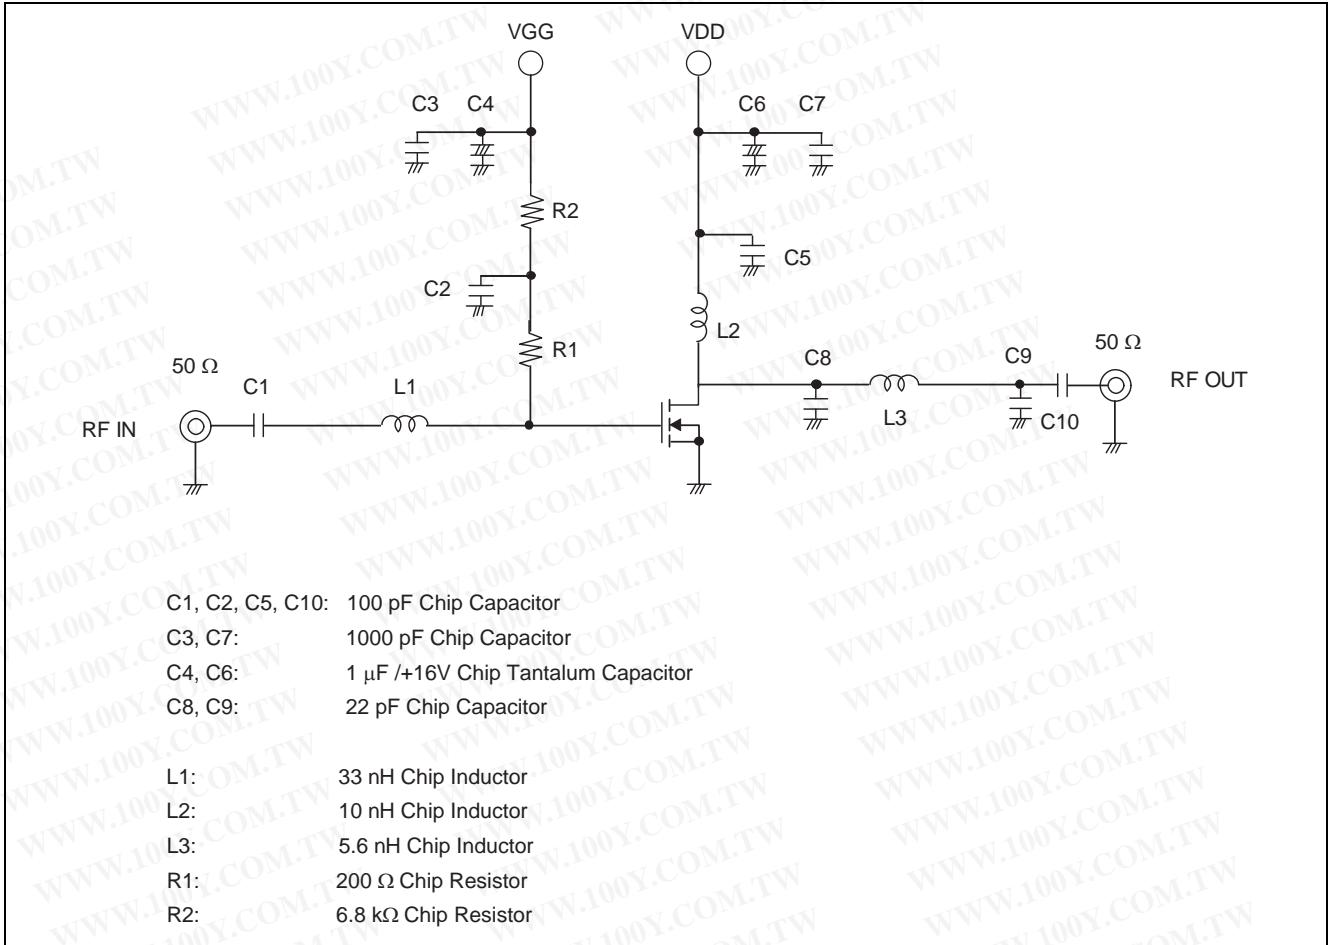 VGG VDD
C3 C4 C6 C7
R2
C2 C5
L2
R1
50 Ω C8 C9 50 Ω
C1 L1 RF OUT
L3 C10
RF IN
C1, C2, C5, C10: 100 pF Chip Capacitor
C3, C7: 1000 pF Chip Capacitor
C4, C6: 1 μF /+16V Chip Tantalum Capacitor
C8, C9: 22 pF Chip Capacitor
L1: 33 nH Chip Inductor
L2: 10 nH Chip Inductor
L3: 5.6 nH Chip Inductor
R1: 200 Ω Chip Resistor
R2: 6.8 kΩ Chip Resistor
WWW.100Y.COM.TW